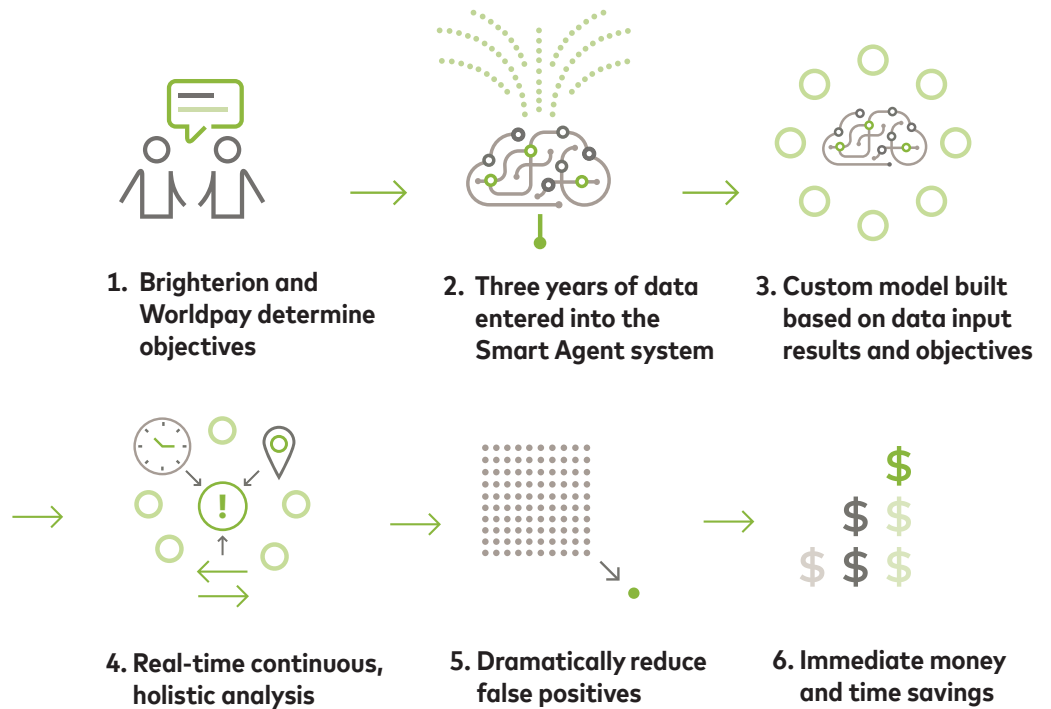 1. Brighterion and
Worldpay determine
objectives
2. Three years of data
entered into the
Smart Agent system
3. Custom model built
based on data input
results and objectives
!
4. Real-time continuous,
holistic analysis
5. Dramatically reduce
false positives
$
$ $
$ $ $
6. Immediate money
and time savings